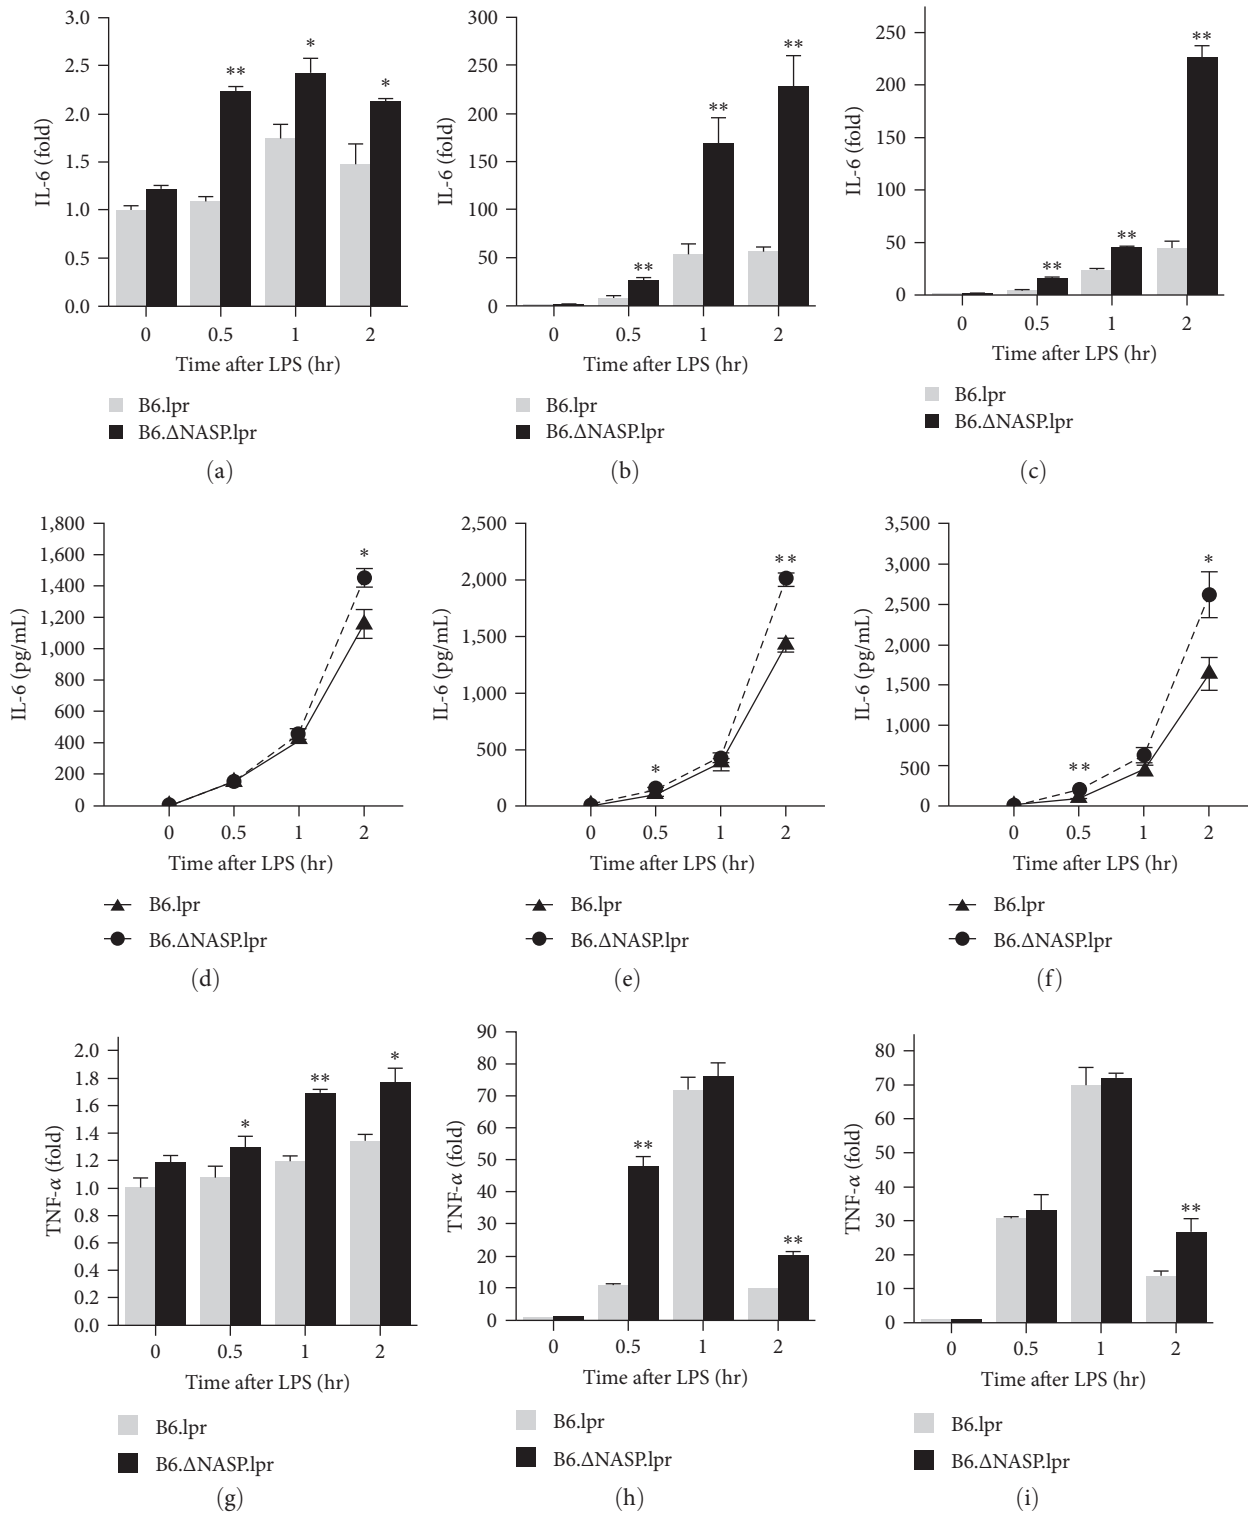 3.0
2.5
2.0
1.5
1.0
0.5
0.0
IL-6 (fold)
** * *
0 0.5 1 2
Time after LPS (hr)
B6.lpr
B6.ΔNASP.lpr
(a)
300
250
200
150
100
50
0
IL-6 (fold)
** ** **
0 0.5 1 2
Time after LPS (hr)
B6.lpr
B6.ΔNASP.lpr
(b)
250
200
150
100
50
0
IL-6 (fold)
** ** **
0 0.5 1 2
Time after LPS (hr)
B6.lpr
B6.ΔNASP.lpr
(c)
1,800
1,600
1,400
1,200
1,000
800
600
400
200
0
IL-6 (pg/mL)
*
0 0.5 1 2
Time after LPS (hr)
B6.lpr
B6.ΔNASP.lpr
(d)
2,500
2,000
1,500
1,000
500
0
IL-6 (pg/mL)
* **
0 0.5 1 2
Time after LPS (hr)
B6.lpr
B6.ΔNASP.lpr
(e)
3,500
3,000
2,500
2,000
1,500
1,000
500
0
IL-6 (pg/mL)
** *
0 0.5 1 2
Time after LPS (hr)
B6.lpr
B6.ΔNASP.lpr
(f)
2.0
1.8
1.6
1.4
1.2
1.0
0.8
0.6
0.4
0.2
0.0
TNF-α (fold)
* ** *
0 0.5 1 2
Time after LPS (hr)
B6.lpr
B6.ΔNASP.lpr
(g)
90
80
70
60
50
40
30
20
10
0
TNF-α (fold)
** **
0 0.5 1 2
Time after LPS (hr)
B6.lpr
B6.ΔNASP.lpr
(h)
80
70
60
50
40
30
20
10
0
TNF-α (fold)
**
0 0.5 1 2
Time after LPS (hr)
B6.lpr
B6.ΔNASP.lpr
(i)